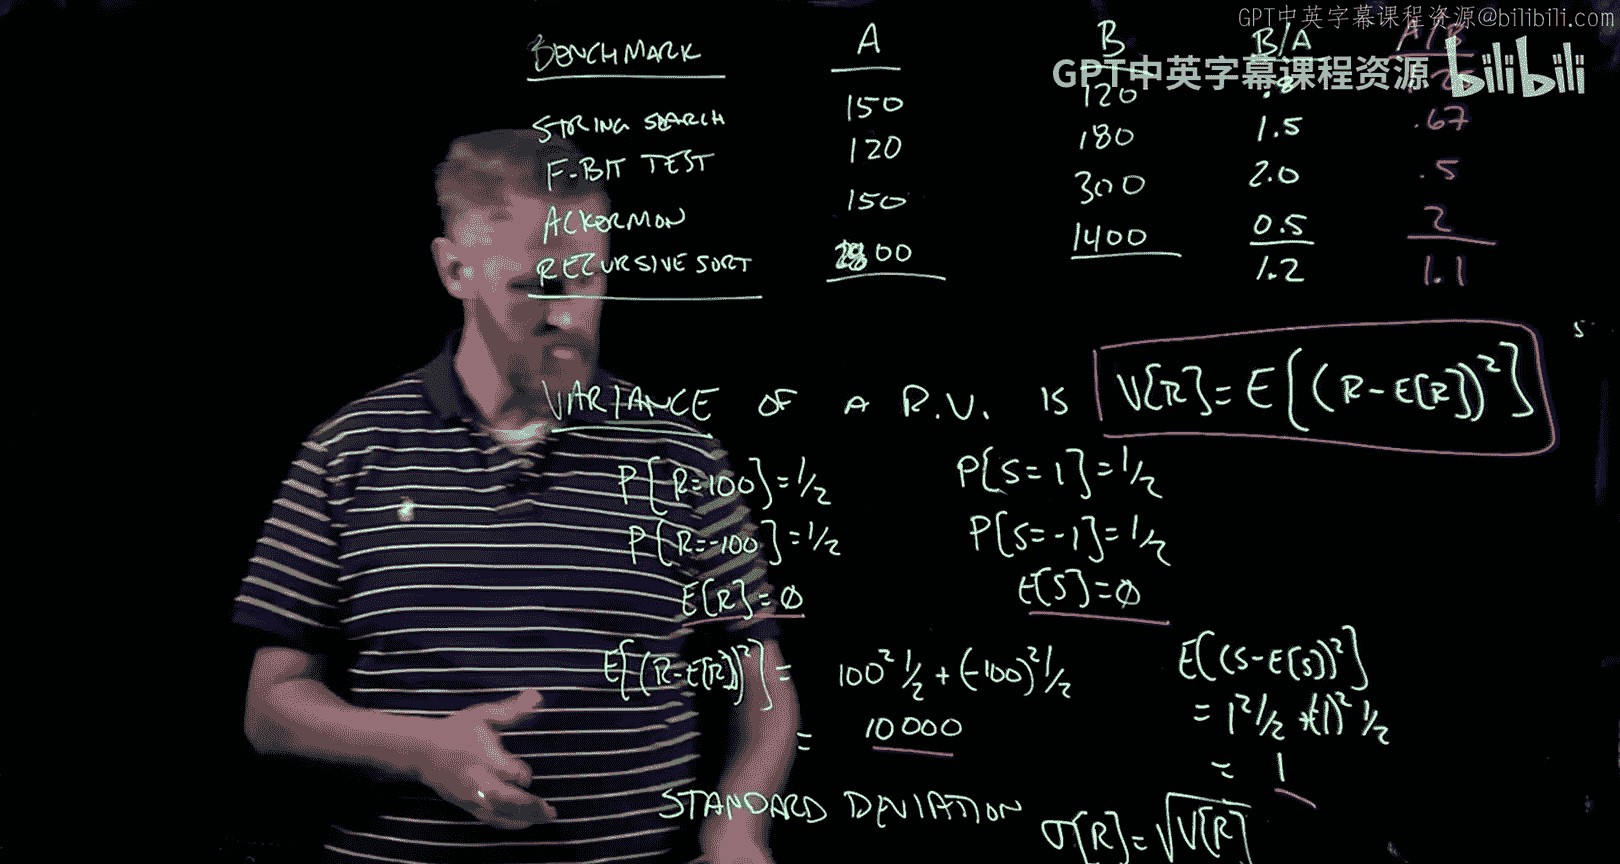 GPT中英字幕课程资源@bilibili.com
GPT中英字幕课程资源 bilibili
BENCHMARK A B B/A A/B
STRING SEARCH 150 120 .8
F-BIT TEST 120 180 1.5 .67
ACKERMON 150 300 2.0 .5
RECURSIVE SORT 00 1400 0.5 2
1.2 1.1
VARIANCE OF A R.V. IS V[R]=E[(R-E[R])²]
P[R=100]=1/2 P[S=1]=1/2
P[R=-100]=1/2 P[S=-1]=1/2
E[R]=0 E[S]=0
E[(R-E[R])²]= 100² 1/2 + (-100)² 1/2 E[(S-E[S])²]
= 10000 = 1² 1/2 + (-1)² 1/2
= 1
STANDARD DEVIATION σ[R]=√V[R]